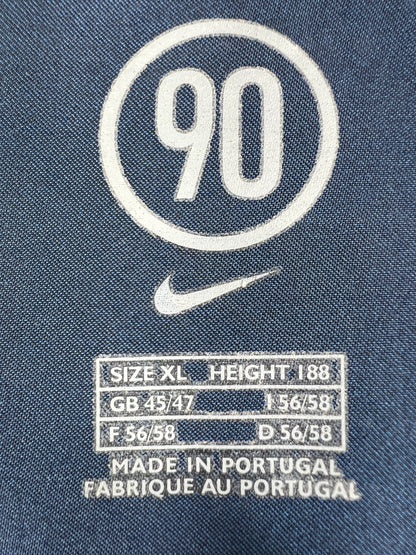 90
SIZE XL HEIGHT 188
GB 45/47 I 56/58
F 56/58 D 56/58
MADE IN PORTUGAL
FABRIQUE AU PORTUGAL